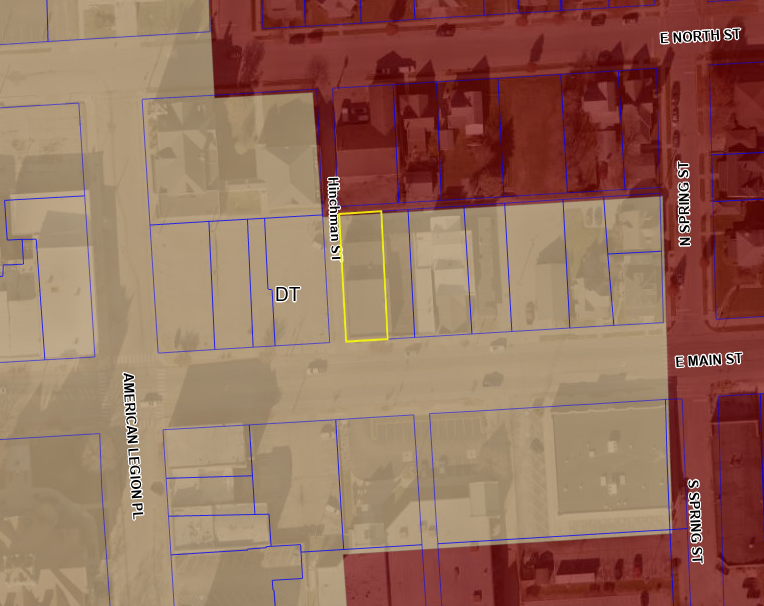 E NORTH ST
Hinchman ST
N SPRING ST
DT
E MAIN ST
AMERICAN LEGION PL
S SPRING ST